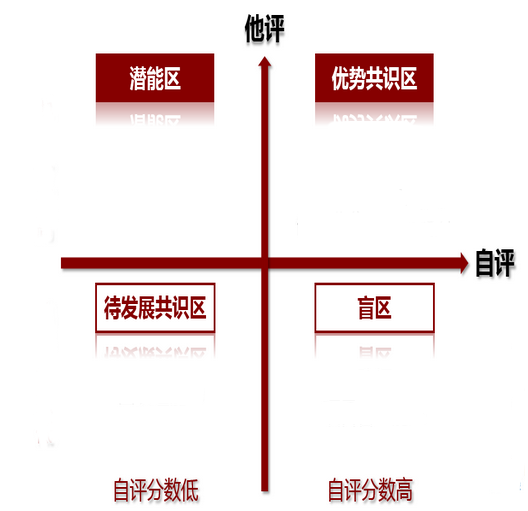 他评
潜能区
优势共识区
自评
待发展共识区
盲区
自评分数低
自评分数高